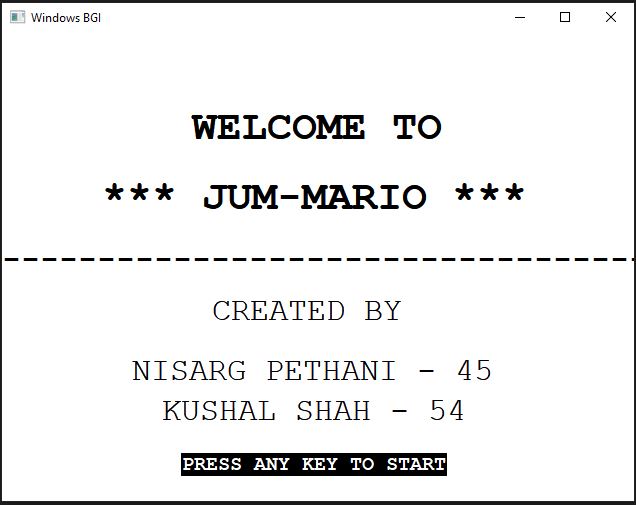 Windows BGI
WELCOME TO
*** JUM-MARIO ***
------------------------------------
CREATED BY
NISARG PETHANI - 45
KUSHAL SHAH - 54
PRESS ANY KEY TO START